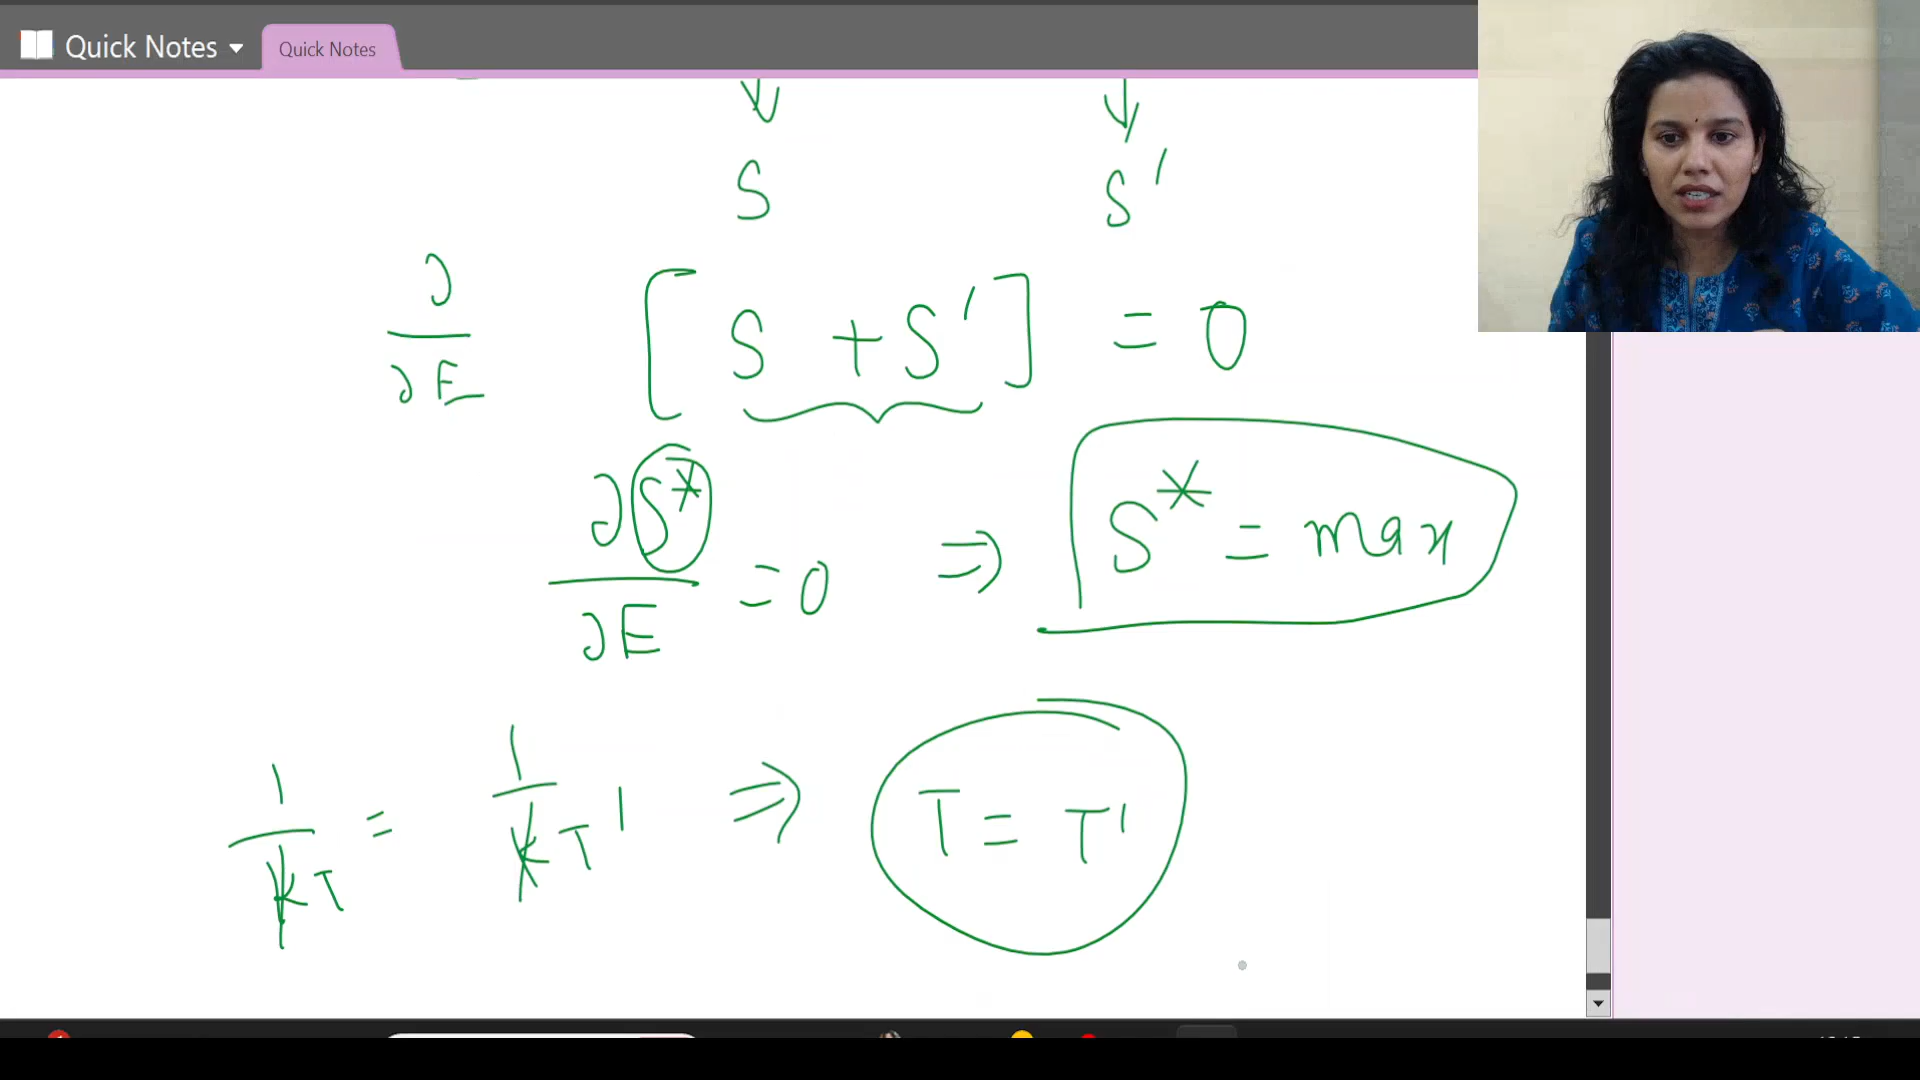 Quick Notes
Quick Notes
S S'
∂/∂E [ S + S' ] = 0
∂S*/∂E = 0 ⇒ S* = max
1/kT = 1/kT' ⇒ T = T'